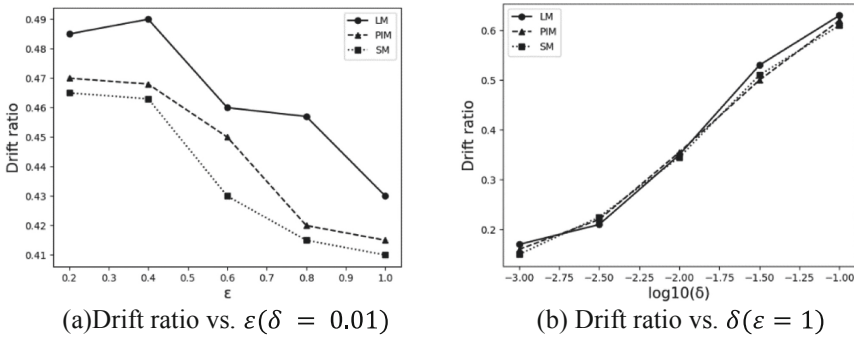 0.49
0.48
0.47
0.46
0.45
0.44
0.43
0.42
0.41
Drift ratio
LM
PIM
SM
0.2 0.3 0.4 0.5 0.6 0.7 0.8 0.9 1.0
ε
(a)Drift ratio vs. ε(δ = 0.01)
0.6
0.5
0.4
0.3
0.2
Drift ratio
LM
PIM
SM
−3.00 −2.75 −2.50 −2.25 −2.00 −1.75 −1.50 −1.25 −1.00
log10(δ)
(b) Drift ratio vs. δ(ε = 1)